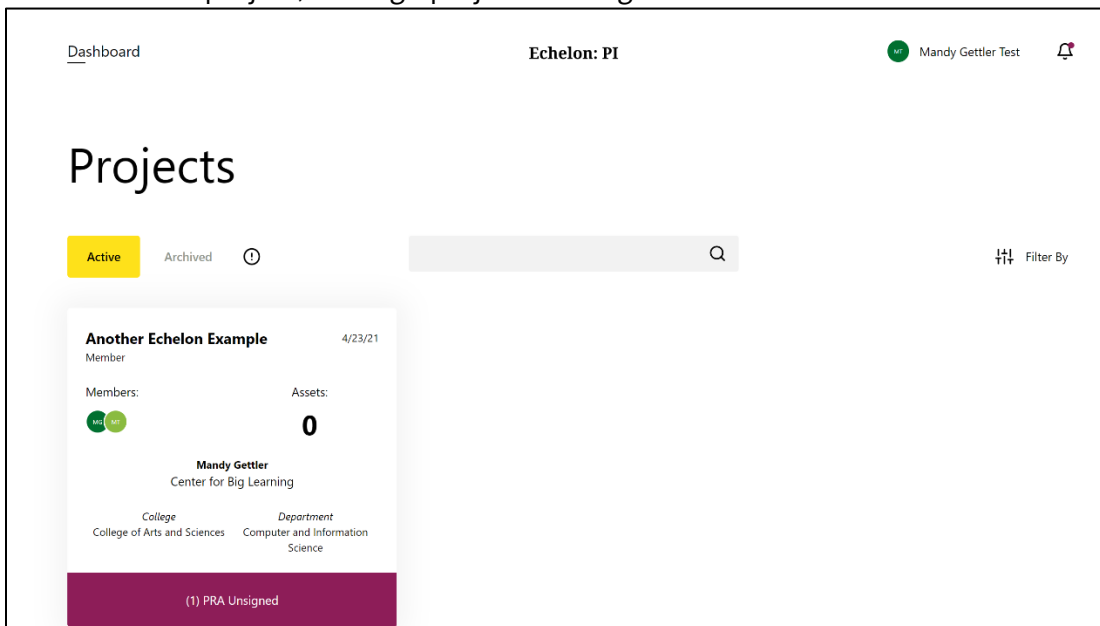 Dashboard
Echelon: PI
MT
Mandy Gettler Test
Projects
Active
Archived
Filter By
Another Echelon Example
4/23/21
Member
Members:
Assets:
MG MT
0
Mandy Gettler
Center for Big Learning
College
Department
College of Arts and Sciences
Computer and Information
Science
(1) PRA Unsigned